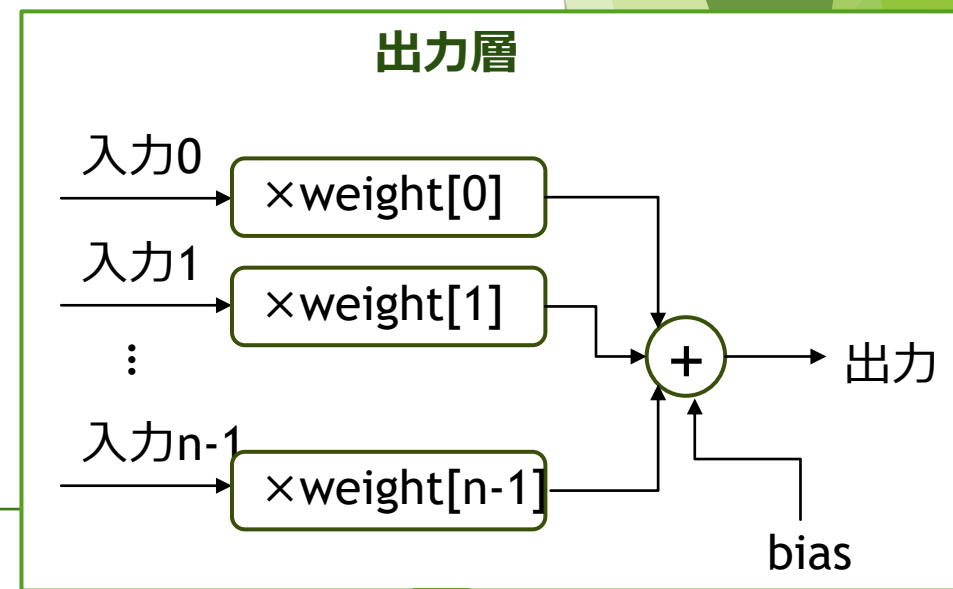 出力層
入力0
×weight[0]
入力1
×weight[1]
⋮
入力n-1
×weight[n-1]
+
出力
bias